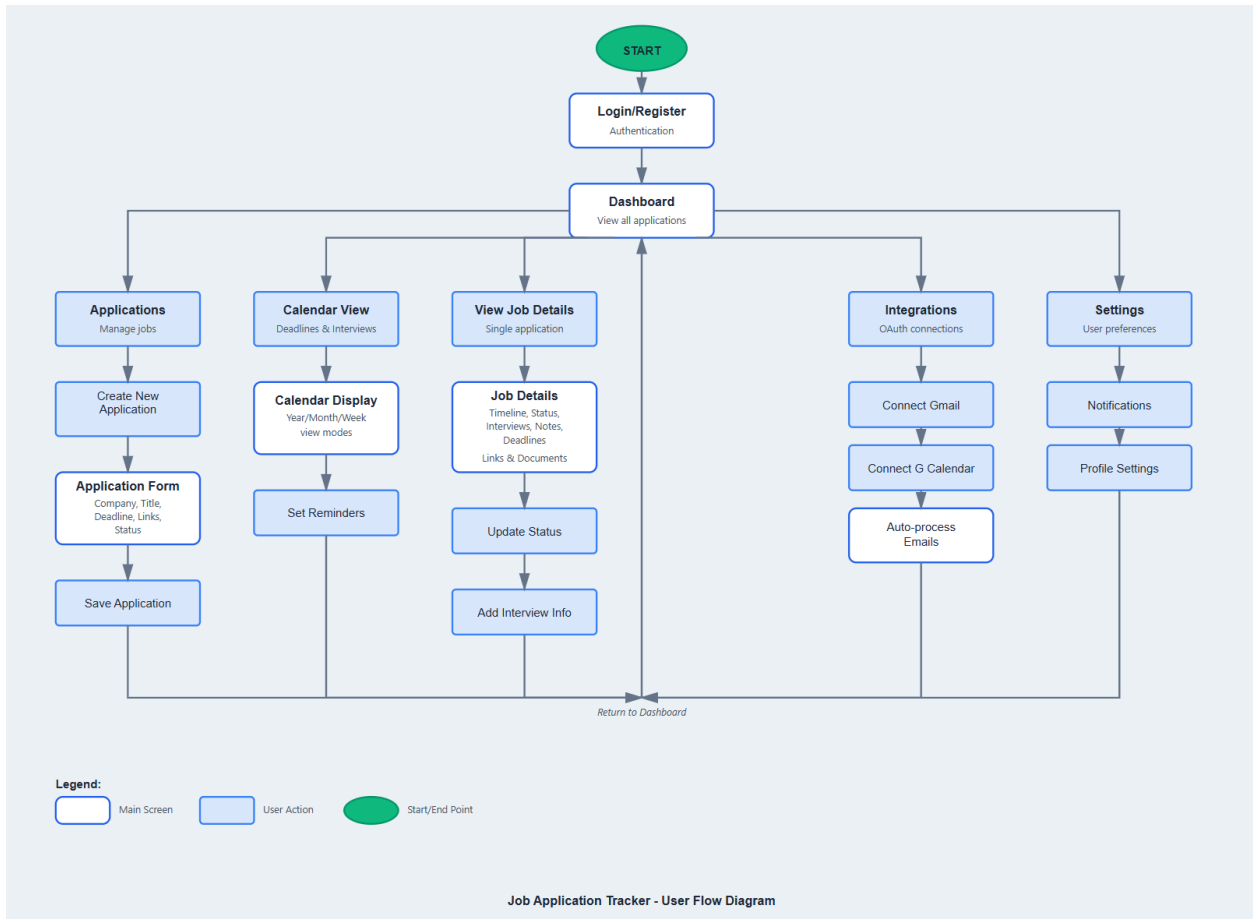 START
Login/Register
Authentication
Dashboard
View all applications
Applications
Manage jobs
Calendar View
Deadlines & Interviews
View Job Details
Single application
Integrations
OAuth connections
Settings
User preferences
Create New
Application
Calendar Display
Year/Month/Week
view modes
Job Details
Timeline, Status,
Interviews, Notes,
Deadlines
Links & Documents
Connect Gmail
Notifications
Connect G Calendar
Profile Settings
Application Form
Company, Title,
Deadline, Links,
Status
Set Reminders
Update Status
Auto-process
Emails
Save Application
Add Interview Info
Return to Dashboard
Legend:
Main Screen
User Action
Start/End Point
Job Application Tracker - User Flow Diagram